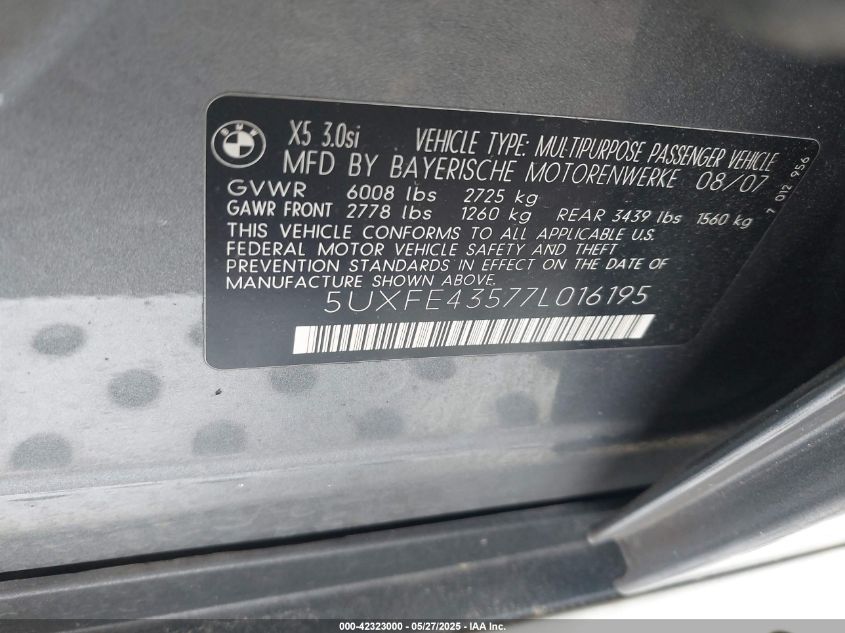 BMW
X5 3.0si VEHICLE TYPE: MULTIPURPOSE PASSENGER VEHICLE
MFD BY BAYERISCHE MOTORENWERKE 08/07
GVWR 6008 lbs 2725 kg
GAWR FRONT 2778 lbs 1260 kg REAR 3439 lbs 1560 kg
THIS VEHICLE CONFORMS TO ALL APPLICABLE U.S.
FEDERAL MOTOR VEHICLE SAFETY AND THEFT
PREVENTION STANDARDS IN EFFECT ON THE DATE OF
MANUFACTURE SHOWN ABOVE.
5UXFE43577L016195
7 012 956
000-42323000 - 05/27/2025 - IAA Inc.